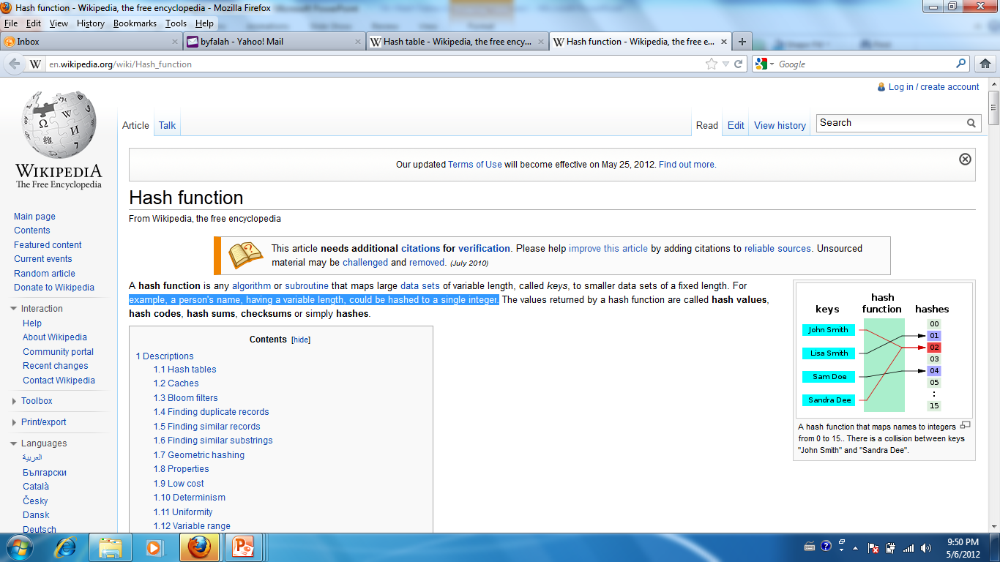 Hash function - Wikipedia, the free encyclopedia - Mozilla Firefox
File Edit View History Bookmarks Tools Help
Inbox
byfalah - Yahoo! Mail
Hash table - Wikipedia, the free ency...
Hash function - Wikipedia, the free e...
W en.wikipedia.org/wiki/Hash_function
Google
Log in / create account
Article Talk
Read Edit View history
Search
WIKIPEDIA
The Free Encyclopedia
Our updated Terms of Use will become effective on May 25, 2012. Find out more.
Hash function
From Wikipedia, the free encyclopedia
This article needs additional citations for verification. Please help improve this article by adding citations to reliable sources. Unsourced
material may be challenged and removed. (July 2010)
A hash function is any algorithm or subroutine that maps large data sets of variable length, called keys, to smaller data sets of a fixed length. For
example, a person's name, having a variable length, could be hashed to a single integer. The values returned by a hash function are called hash values,
hash codes, hash sums, checksums or simply hashes.
Contents [hide]
1 Descriptions
1.1 Hash tables
1.2 Caches
1.3 Bloom filters
1.4 Finding duplicate records
1.5 Finding similar records
1.6 Finding similar substrings
1.7 Geometric hashing
1.8 Properties
1.9 Low cost
1.10 Determinism
1.11 Uniformity
1.12 Variable range
keys
hash
function
hashes
John Smith
Lisa Smith
Sam Doe
Sandra Dee
00
01
02
03
04
05
:
15
A hash function that maps names to integers
from 0 to 15.. There is a collision between keys
"John Smith" and "Sandra Dee".
Main page
Contents
Featured content
Current events
Random article
Donate to Wikipedia
Interaction
Help
About Wikipedia
Community portal
Recent changes
Contact Wikipedia
Toolbox
Print/export
Languages
العربية
Български
Català
Česky
Dansk
Deutsch
9:50 PM
5/6/2012